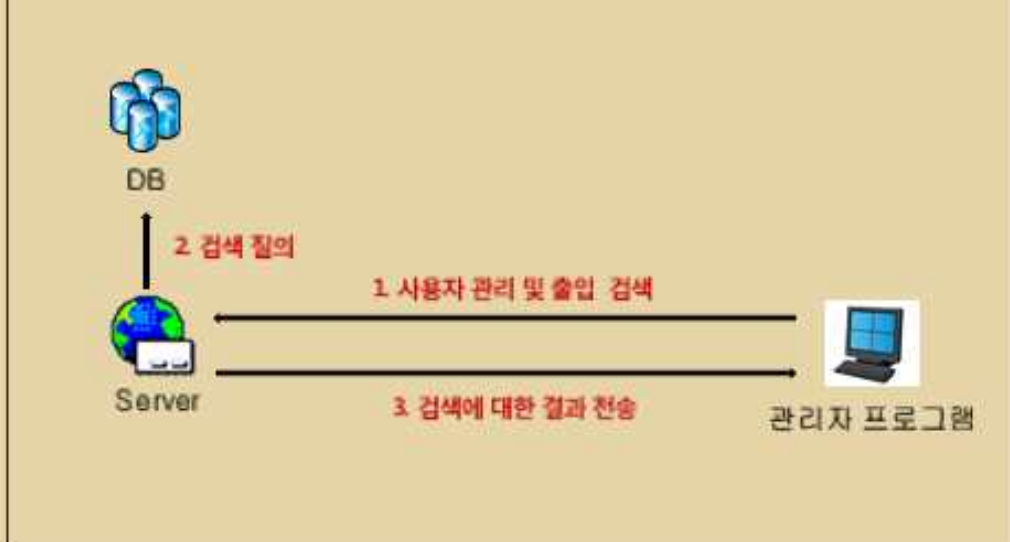 DB
2. 검색 질의
1. 사용자 관리 및 출입 검색
Server
3. 검색에 대한 결과 전송
관리자 프로그램